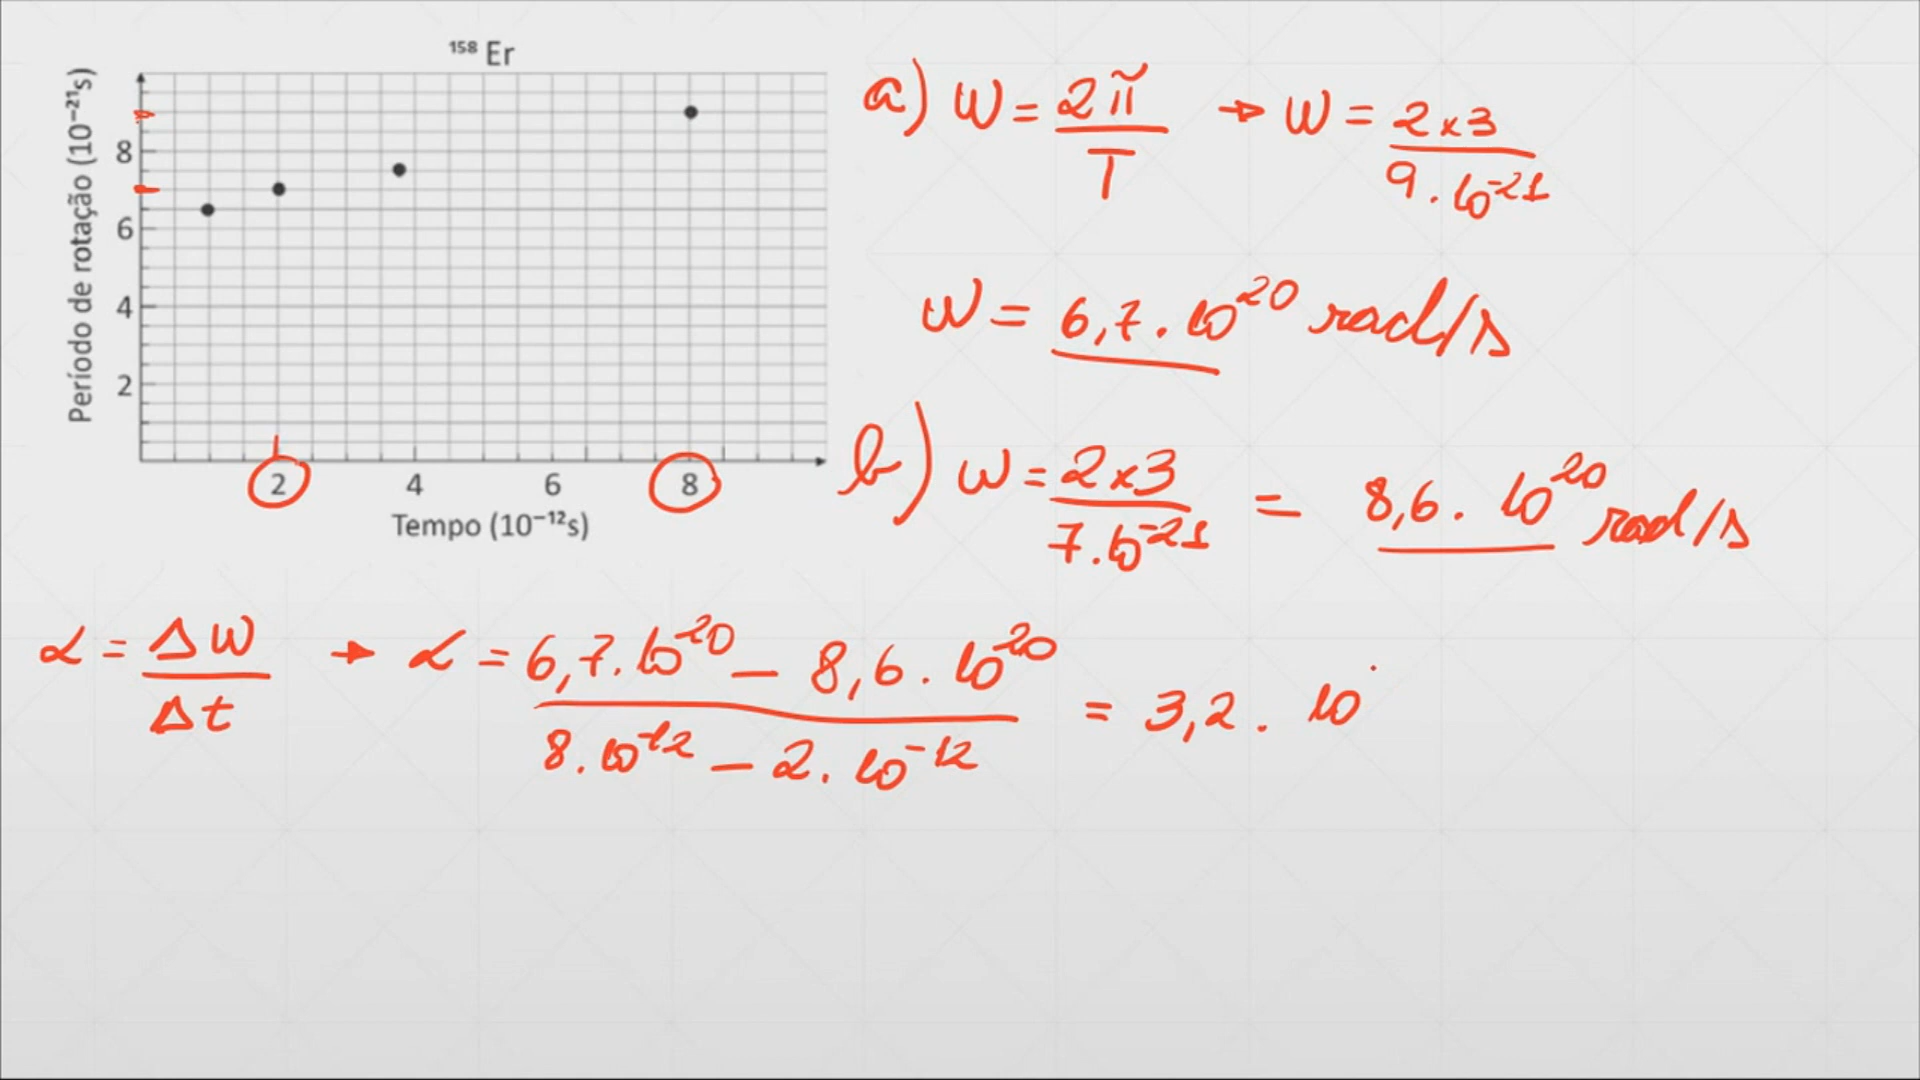 ¹⁵⁸ Er
Período de rotação (10⁻²¹s)
8
6
4
2
2 4 6 8
Tempo (10⁻¹²s)
a) W = 2π / T → W = 2x3 / 9.10⁻²¹
W = 6,7.10²⁰ rad/s
b) W = 2x3 / 7.10⁻²¹ = 8,6.10²⁰ rad/s
α = ΔW / Δt → α = 6,7.10²⁰ - 8,6.10²⁰ / 8.10⁻¹² - 2.10⁻¹² = 3,2.10